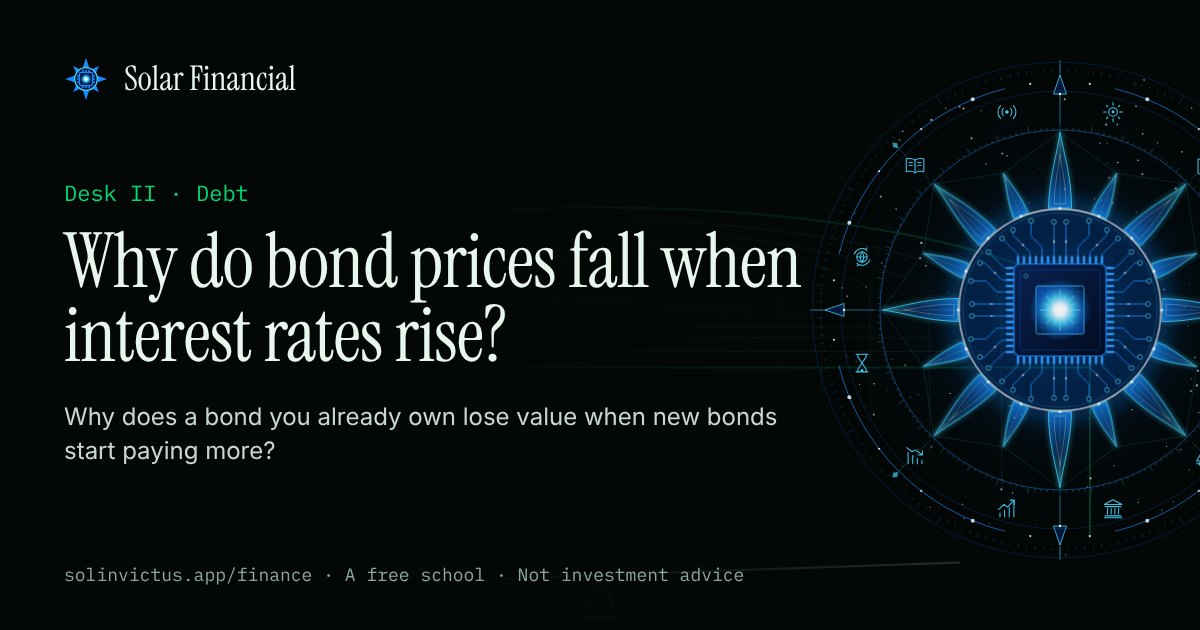 Solar Financial
Desk II · Debt
Why do bond prices fall when
interest rates rise?
Why does a bond you already own lose value when new bonds
start paying more?
solinvictus.app/finance · A free school · Not investment advice